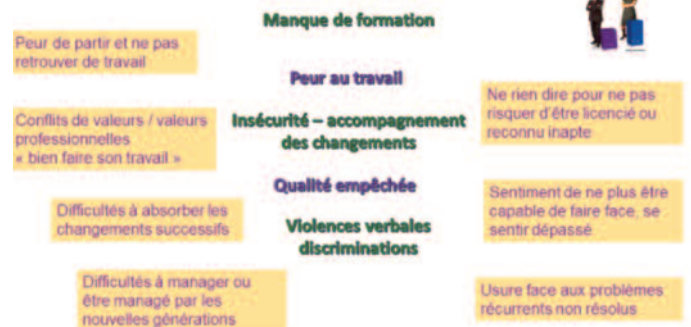 Manque de formation
Peur de partir et ne pas
retrouver de travail
Peur au travail
Ne rien dire pour ne pas
risquer d'être licencié ou
reconnu inapte
Conflits de valeurs / valeurs
professionnelles
« bien faire son travail »
Insécurité – accompagnement
des changements
Qualité empêchée
Sentiment de ne plus être
capable de faire face, se
sentir dépassé
Difficultés à absorber les
changements successifs
Violences verbales
discriminations
Difficultés à manager ou
être managé par les
nouvelles générations
Usure face aux problèmes
récurrents non résolus